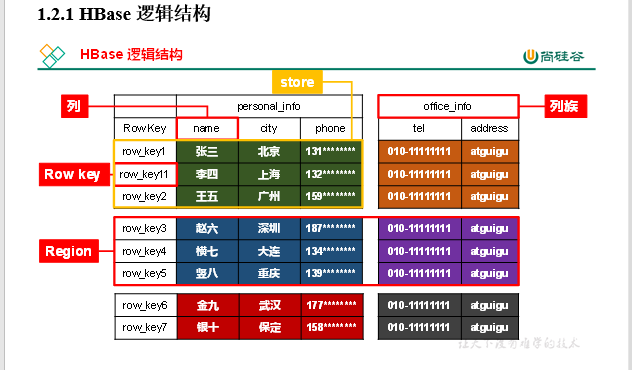 1.2.1 HBase 逻辑结构
HBase 逻辑结构
尚硅谷
store
列
personal_info
office_info
列族
RowKey name city phone tel address
row_key1 张三 北京 131******** 010-11111111 atguigu
Row key
row_key11 李四 上海 132******** 010-11111111 atguigu
row_key2 王五 广州 159******** 010-11111111 atguigu
row_key3 赵六 深圳 187******** 010-11111111 atguigu
Region
row_key4 横七 大连 134******** 010-11111111 atguigu
row_key5 竖八 重庆 139******** 010-11111111 atguigu
row_key6 金九 武汉 177******** 010-11111111 atguigu
row_key7 银十 保定 158******** 010-11111111 atguigu
让天下没有难学的技术